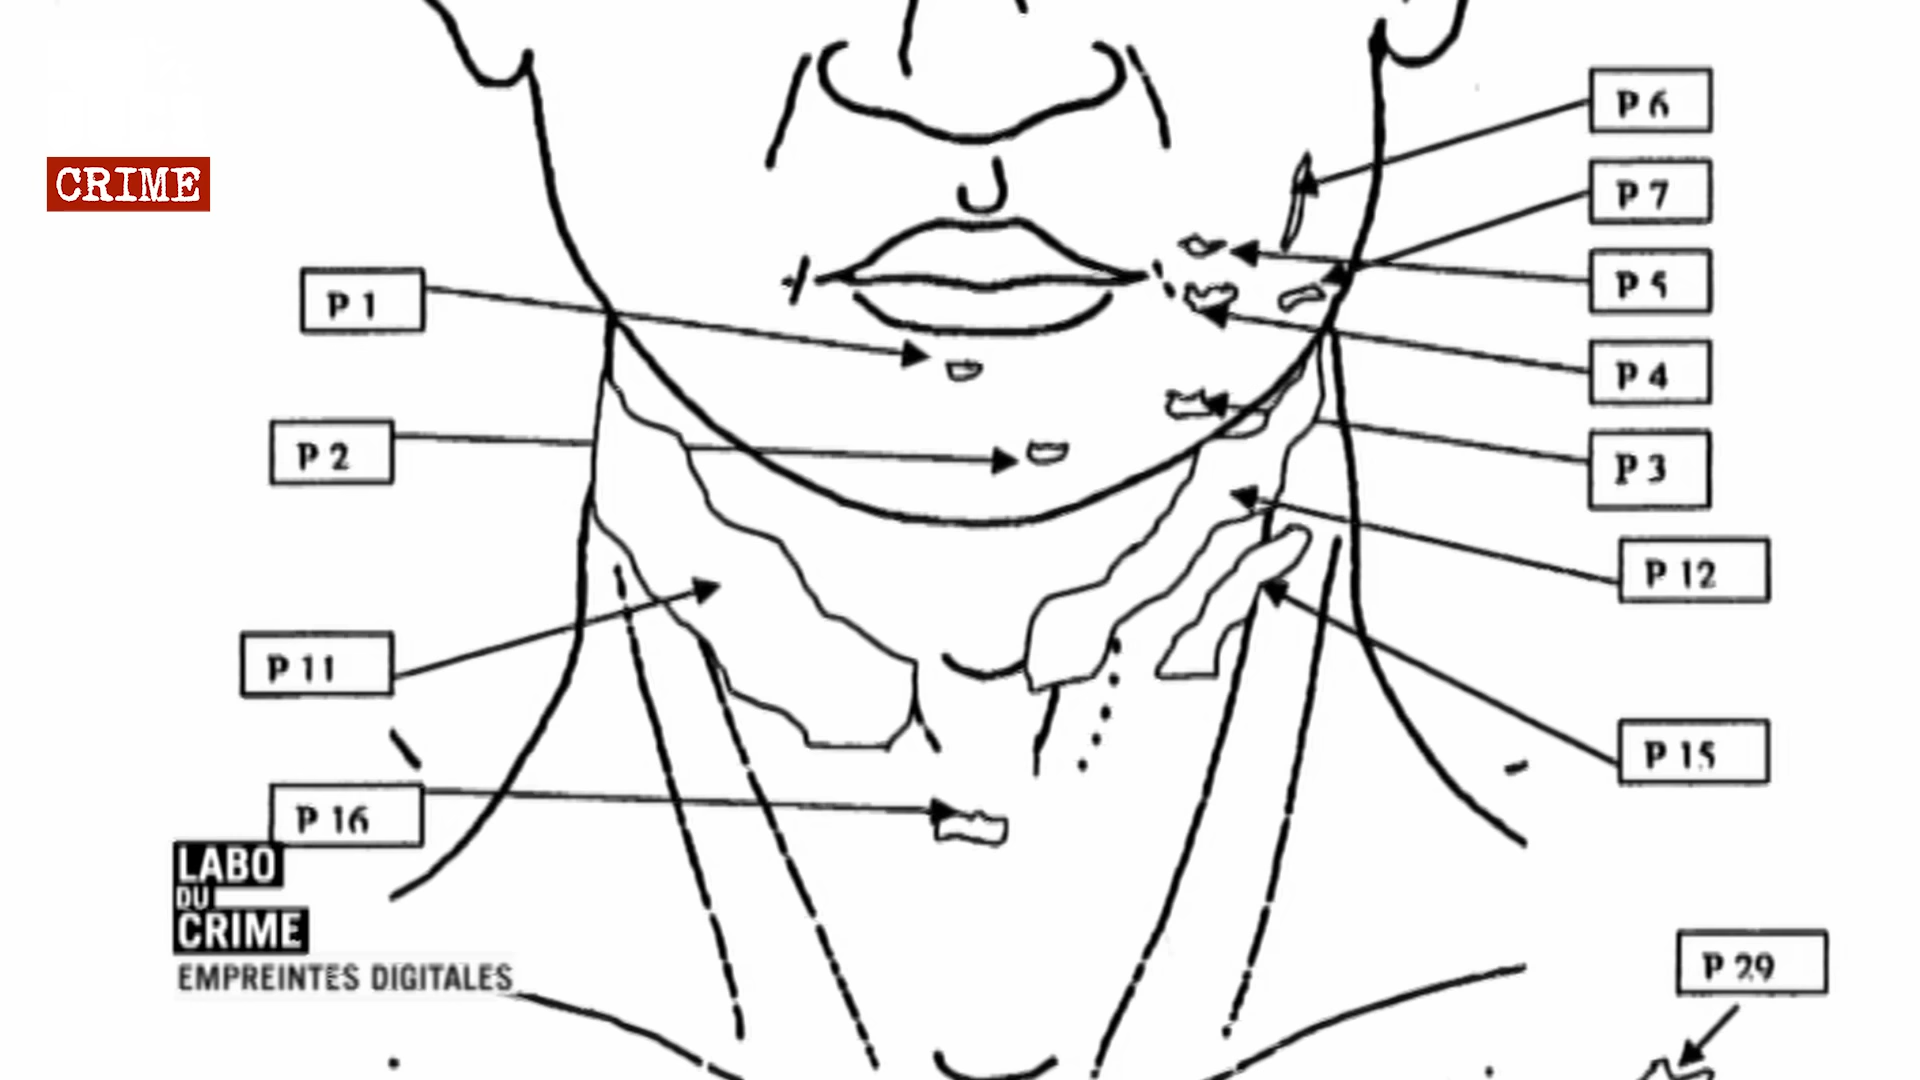 CRIME
P 6
P 7
P 1
P 5
P 4
P 2
P 3
P 12
P 11
P 15
P 16
LABO
DU
CRIME
EMPREINTES DIGITALES
P 29